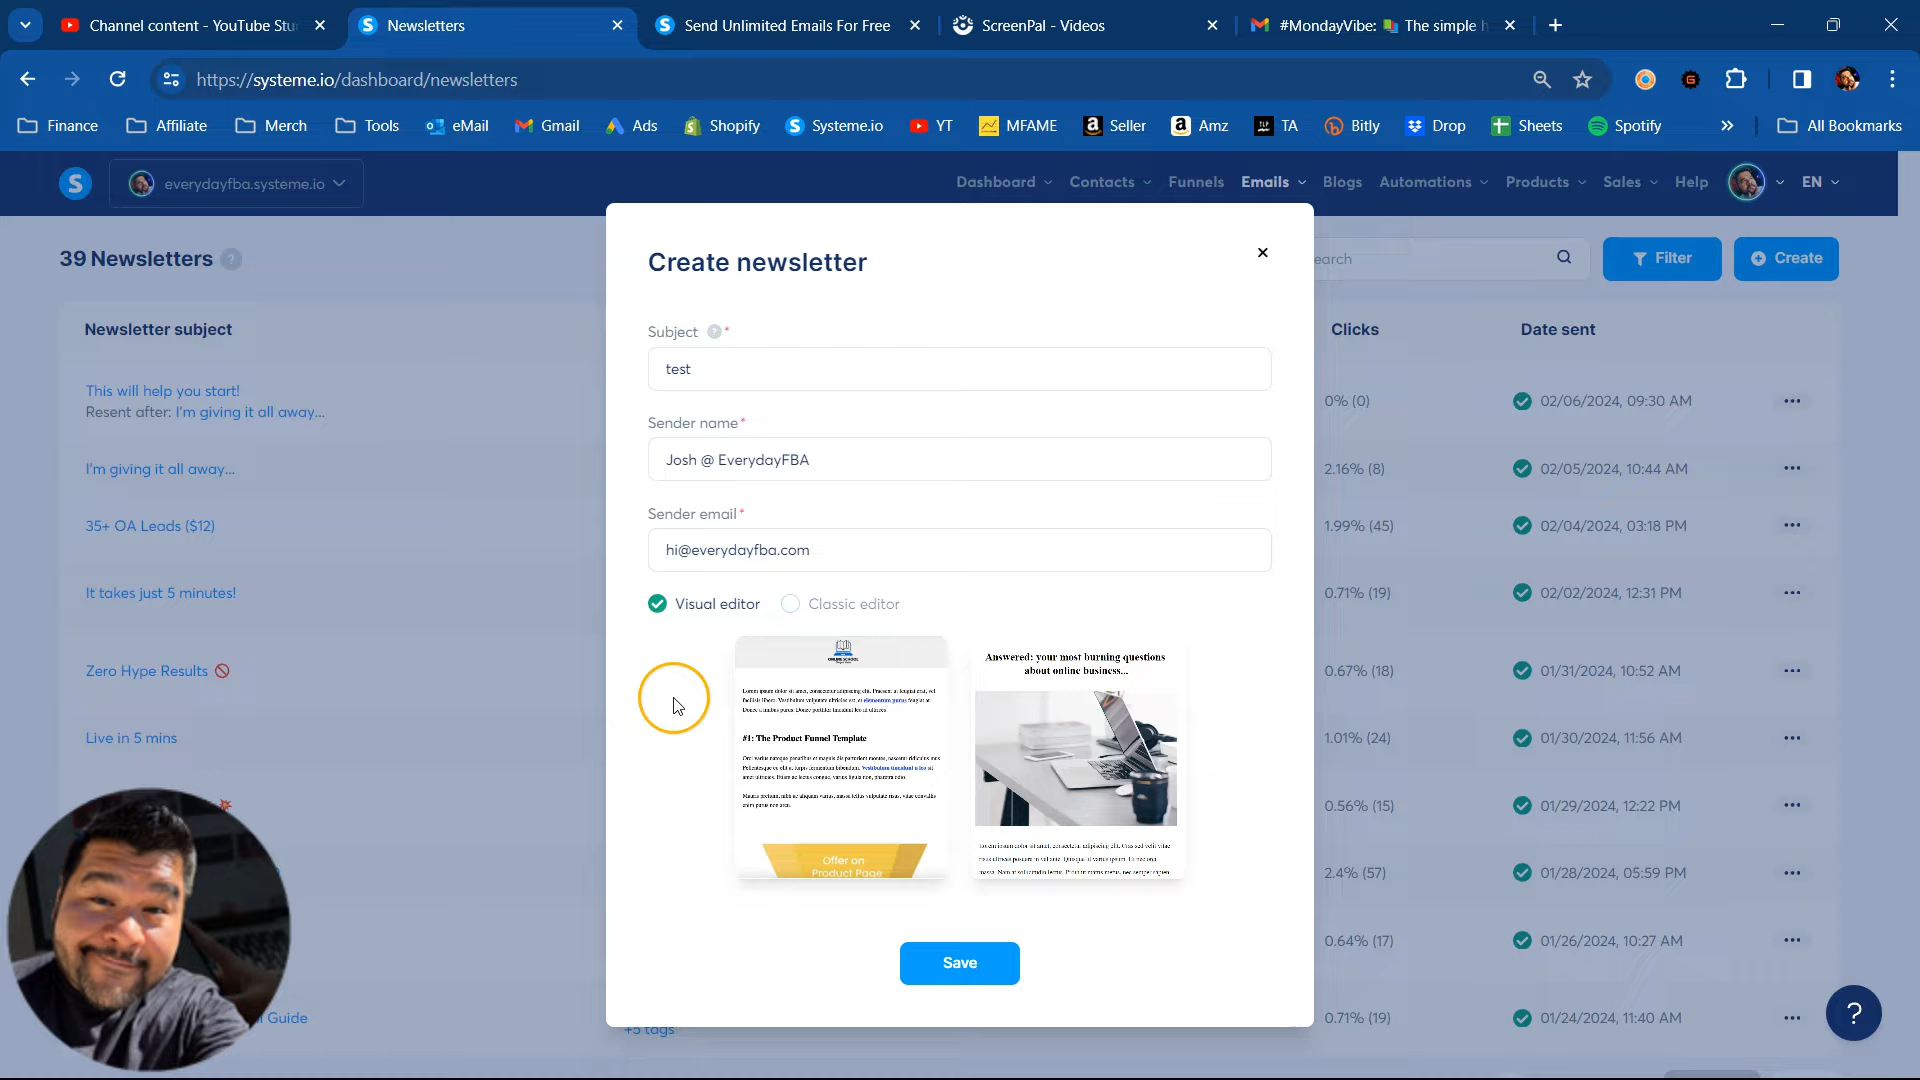 Channel content - YouTube Stu
Newsletters
Send Unlimited Emails For Free
ScreenPal - Videos
#MondayVibe: 📚 The simple h
https://systeme.io/dashboard/newsletters
Finance
Affiliate
Merch
Tools
eMail
Gmail
Ads
Shopify
Systeme.io
YT
MFAME
Seller
Amz
TA
Bitly
Drop
Sheets
Spotify
All Bookmarks
S
everydayfba.systeme.io
Dashboard
Contacts
Funnels
Emails
Blogs
Automations
Products
Sales
Help
EN
39 Newsletters ?
earch
Filter
Create
Newsletter subject
Clicks
Date sent
This will help you start!
Resent after: I'm giving it all away...
0% (0)
02/06/2024, 09:30 AM
I'm giving it all away...
2.16% (8)
02/05/2024, 10:44 AM
35+ OA Leads ($12)
1.99% (45)
02/04/2024, 03:18 PM
It takes just 5 minutes!
0.71% (19)
02/02/2024, 12:31 PM
Zero Hype Results 🚫
0.67% (18)
01/31/2024, 10:52 AM
Live in 5 mins
1.01% (24)
01/30/2024, 11:56 AM
0.56% (15)
01/29/2024, 12:22 PM
2.4% (57)
01/28/2024, 05:59 PM
0.64% (17)
01/26/2024, 10:27 AM
Guide
+5 tags
0.71% (19)
01/24/2024, 11:40 AM
?
Create newsletter
Subject ? *
test
Sender name*
Josh @ EverydayFBA
Sender email*
hi@everydayfba.com
Visual editor
Classic editor
ONLINE SCHOOL
#1: The Product Funnel Template
Offer on
Product Page
Answered: your most burning questions
about online business...
Save